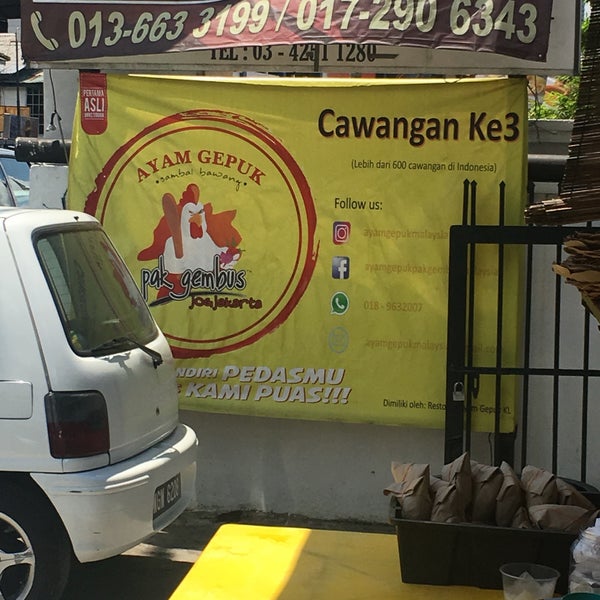 013-663 3199 / 017-290 6343
TEL : 03 - 4251 1280
PERTAMA
ASLI
Cawangan Ke3
(Lebih dari 600 cawangan di Indonesia)
AYAM GEPUK
sambal bawang
pak gembus
jogjakarta
Follow us:
ayamgepukmalaysia
ayamgepukpakgembus
018 - 9632007
NDIRI PEDASMU
KAMI PUAS!!!
Dimiliki oleh: Ayam Gepuk KL